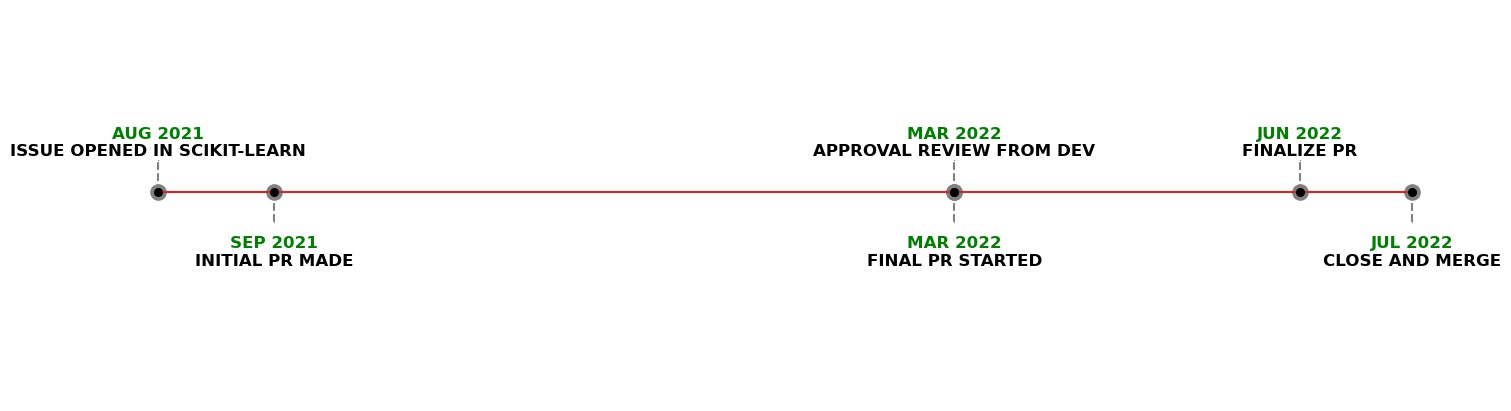 AUG 2021
ISSUE OPENED IN SCIKIT-LEARN
SEP 2021
INITIAL PR MADE
MAR 2022
APPROVAL REVIEW FROM DEV
MAR 2022
FINAL PR STARTED
JUN 2022
FINALIZE PR
JUL 2022
CLOSE AND MERGE